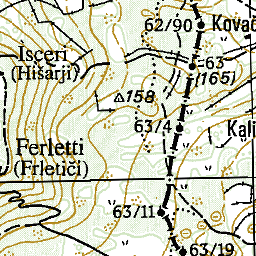 62/90
Kovač
Isceri
(Hišarji)
=63
(165)
△158
63/4
Kali
Ferletti
(Frletiči)
63/11
63/19